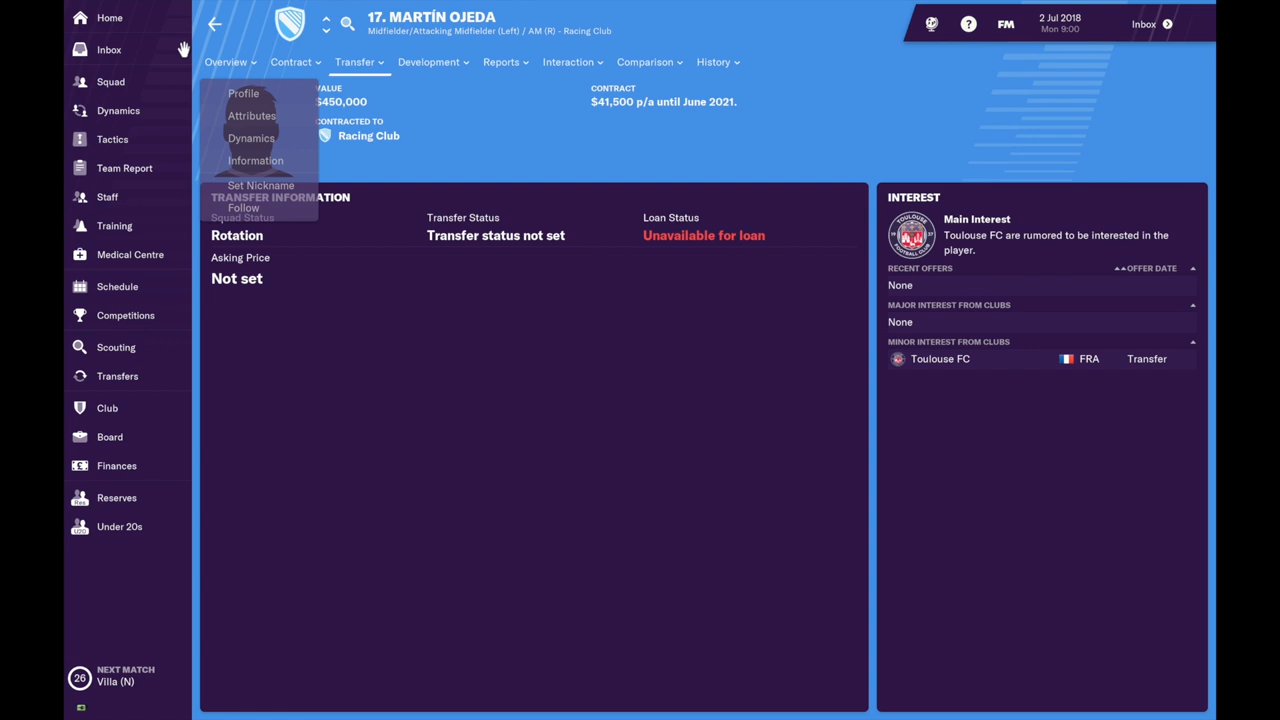 Home
Inbox
Squad
Dynamics
Tactics
Team Report
Staff
Training
Medical Centre
Schedule
Competitions
Scouting
Transfers
Club
Board
Finances
Reserves
Under 20s
26
NEXT MATCH
Villa (N)
17. MARTÍN OJEDA
Midfielder/Attacking Midfielder (Left) / AM (R) - Racing Club
FM
2 Jul 2018
Mon 9:00
Inbox
Overview
Contract
Transfer
Development
Reports
Interaction
Comparison
History
Profile
Attributes
Dynamics
Information
Set Nickname
Follow
VALUE
$450,000
CONTRACTED TO
Racing Club
CONTRACT
$41,500 p/a until June 2021.
TRANSFER INFORMATION
Squad Status
Rotation
Transfer Status
Transfer status not set
Loan Status
Unavailable for loan
Asking Price
Not set
INTEREST
Main Interest
Toulouse FC are rumored to be interested in the
player.
RECENT OFFERS
OFFER DATE
None
MAJOR INTEREST FROM CLUBS
None
MINOR INTEREST FROM CLUBS
Toulouse FC FRA Transfer